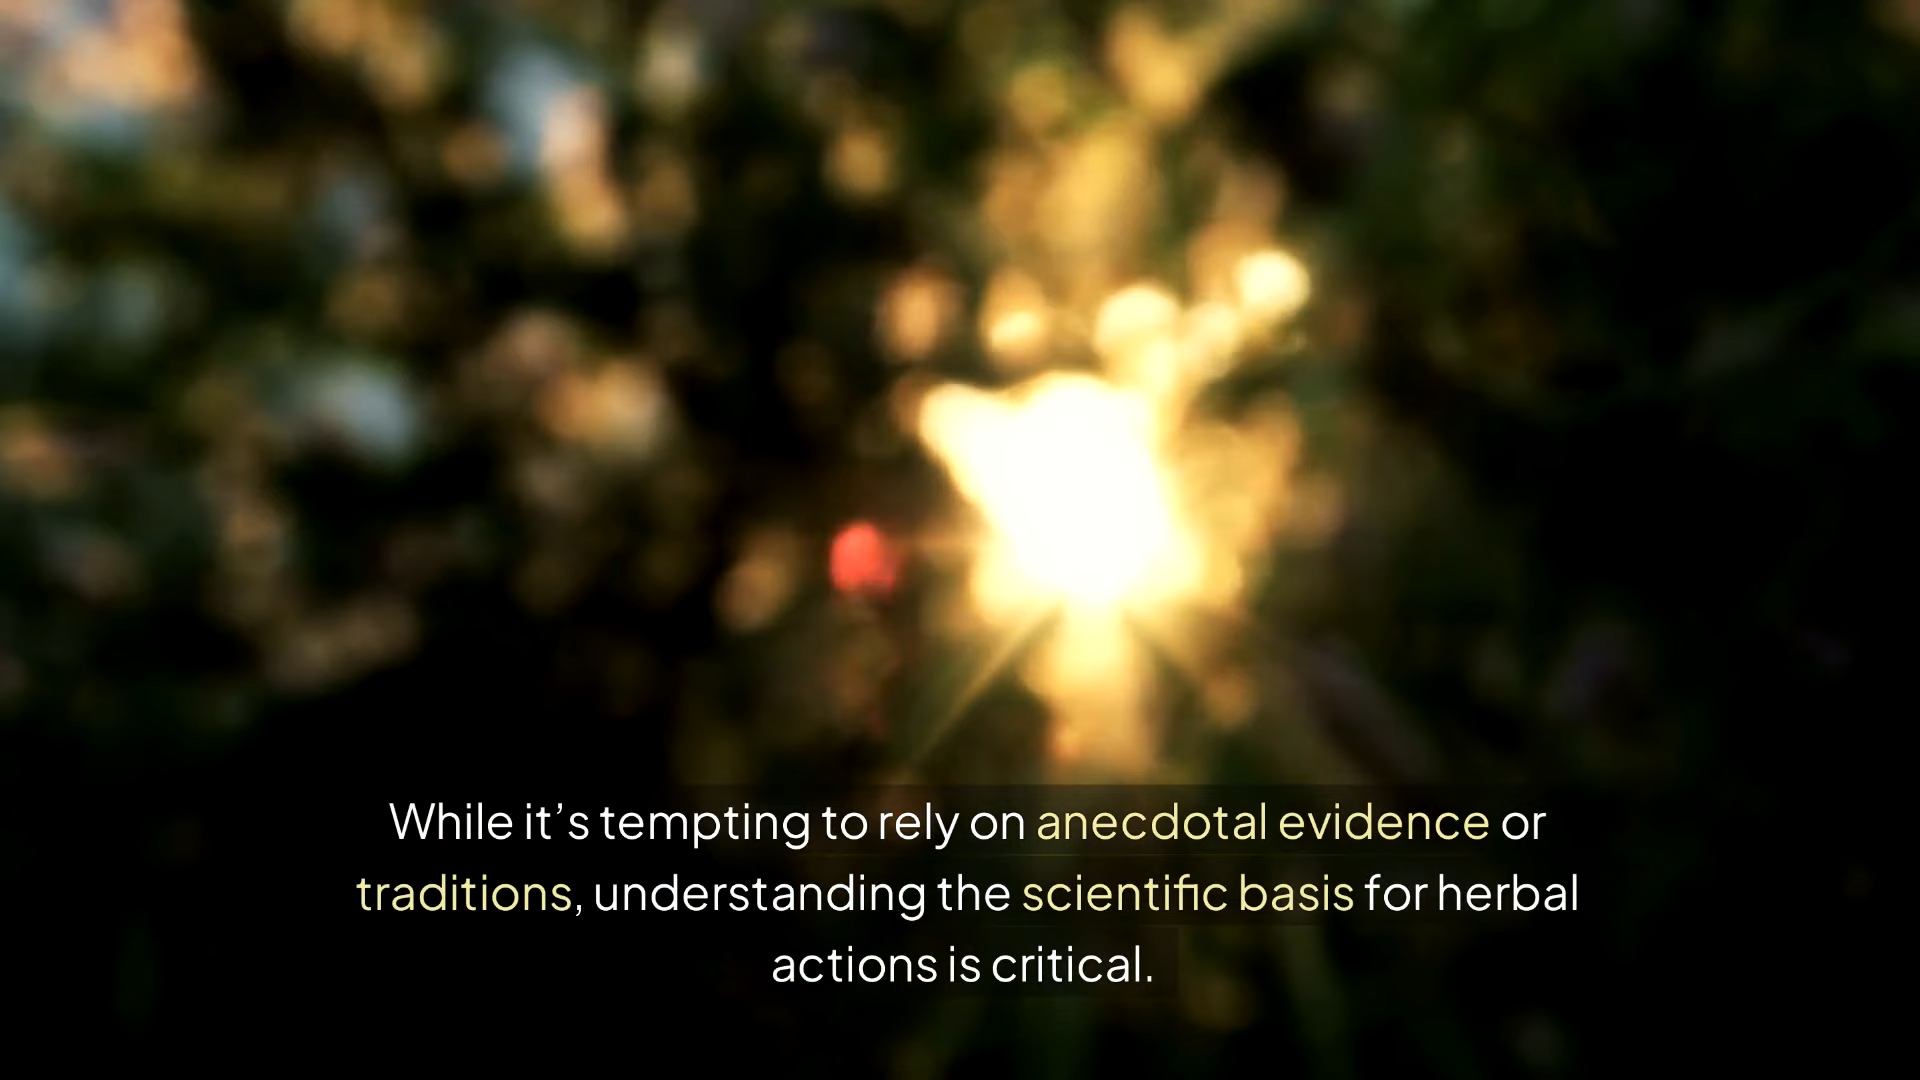 While it’s tempting to rely on anecdotal evidence or
traditions, understanding the scientific basis for herbal
actions is critical.